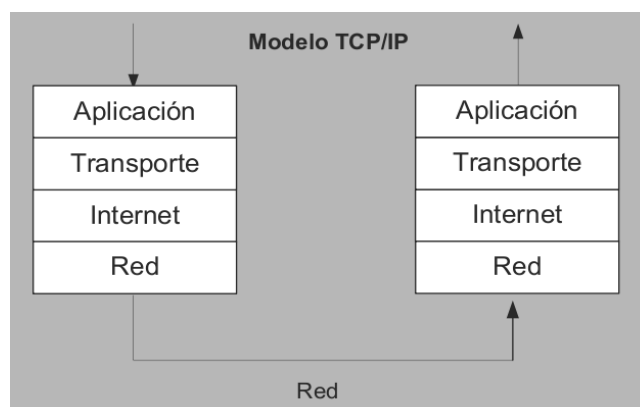 Modelo TCP/IP
Aplicación
Transporte
Internet
Red
Aplicación
Transporte
Internet
Red
Red